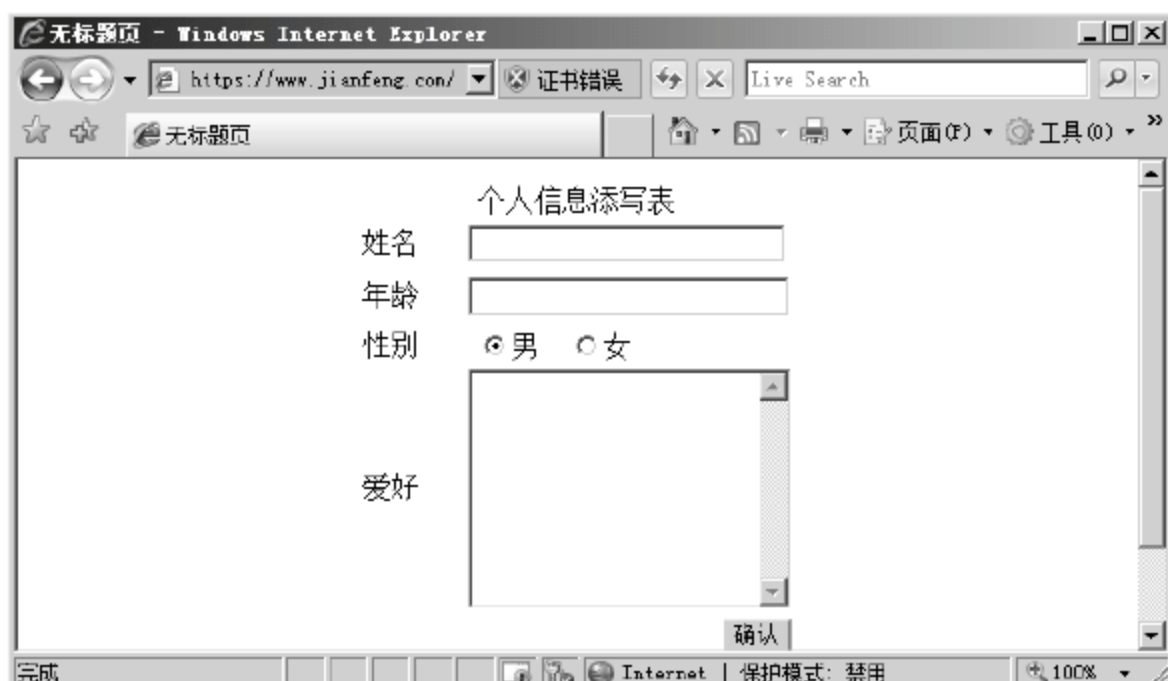 无标题页 - Windows Internet Explorer
https://www.jianfeng.con/ 证书错误 Live Search
无标题页 页面(P) 工具(O)
个人信息添写表
姓名
年龄
性别 男 女
爱好
确认
完成 Internet | 保护模式: 禁用 100%